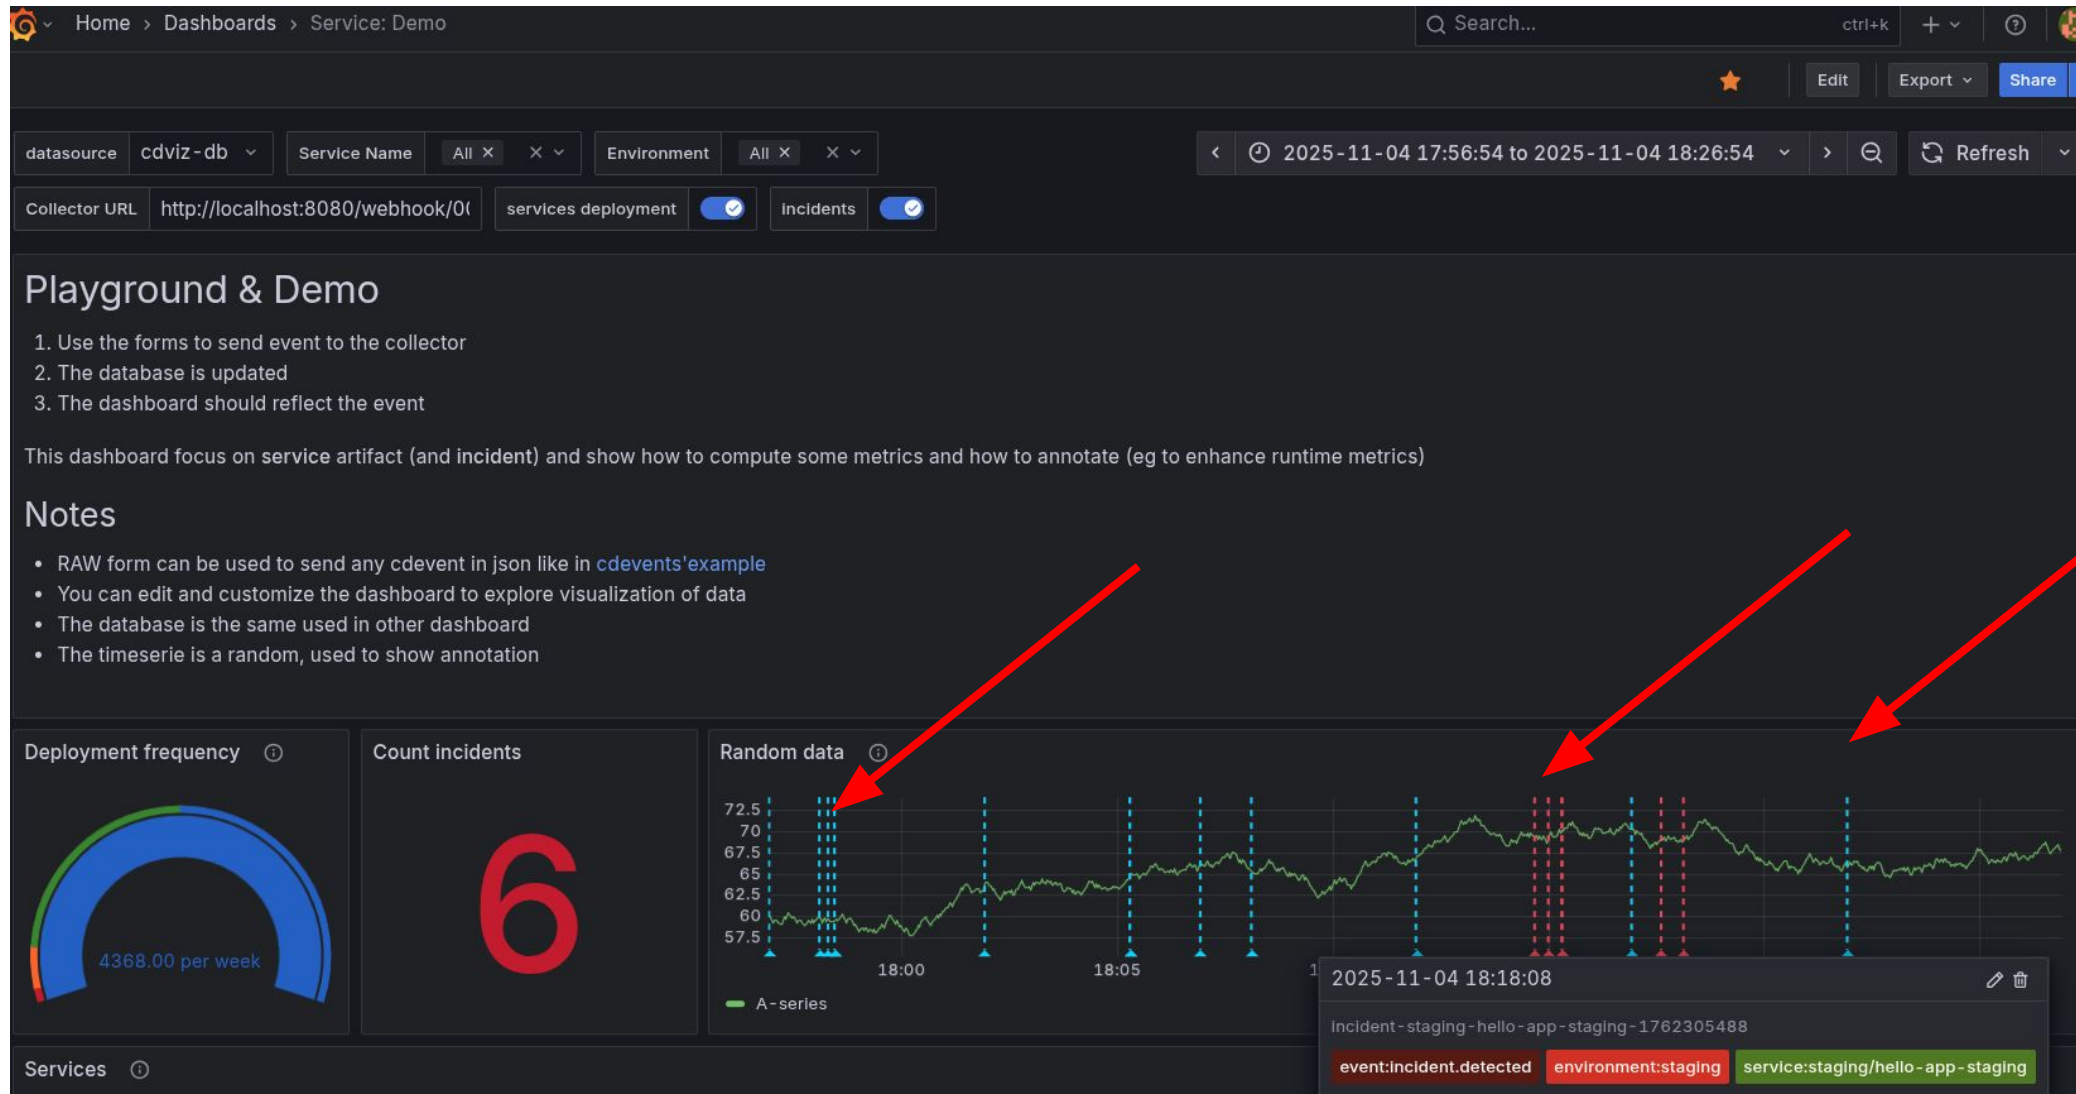 Home › Dashboards › Service: Demo
Search... ctrl+k
Edit Export Share
datasource cdviz-db Service Name All Environment All 2025-11-04 17:56:54 to 2025-11-04 18:26:54 Refresh
Collector URL http://localhost:8080/webhook/0 services deployment incidents
Playground & Demo
1. Use the forms to send event to the collector
2. The database is updated
3. The dashboard should reflect the event
This dashboard focus on service artifact (and incident) and show how to compute some metrics and how to annotate (eg to enhance runtime metrics)
Notes
• RAW form can be used to send any cdevent in json like in cdevents'example
• You can edit and customize the dashboard to explore visualization of data
• The database is the same used in other dashboard
• The timeserie is a random, used to show annotation
Deployment frequency
4368.00 per week
Count incidents
6
Random data
72.5
70
67.5
65
62.5
60
57.5
18:00 18:05
A-series
2025-11-04 18:18:08
incident-staging-hello-app-staging-1762305488
event:incident.detected environment:staging service:staging/hello-app-staging
Services